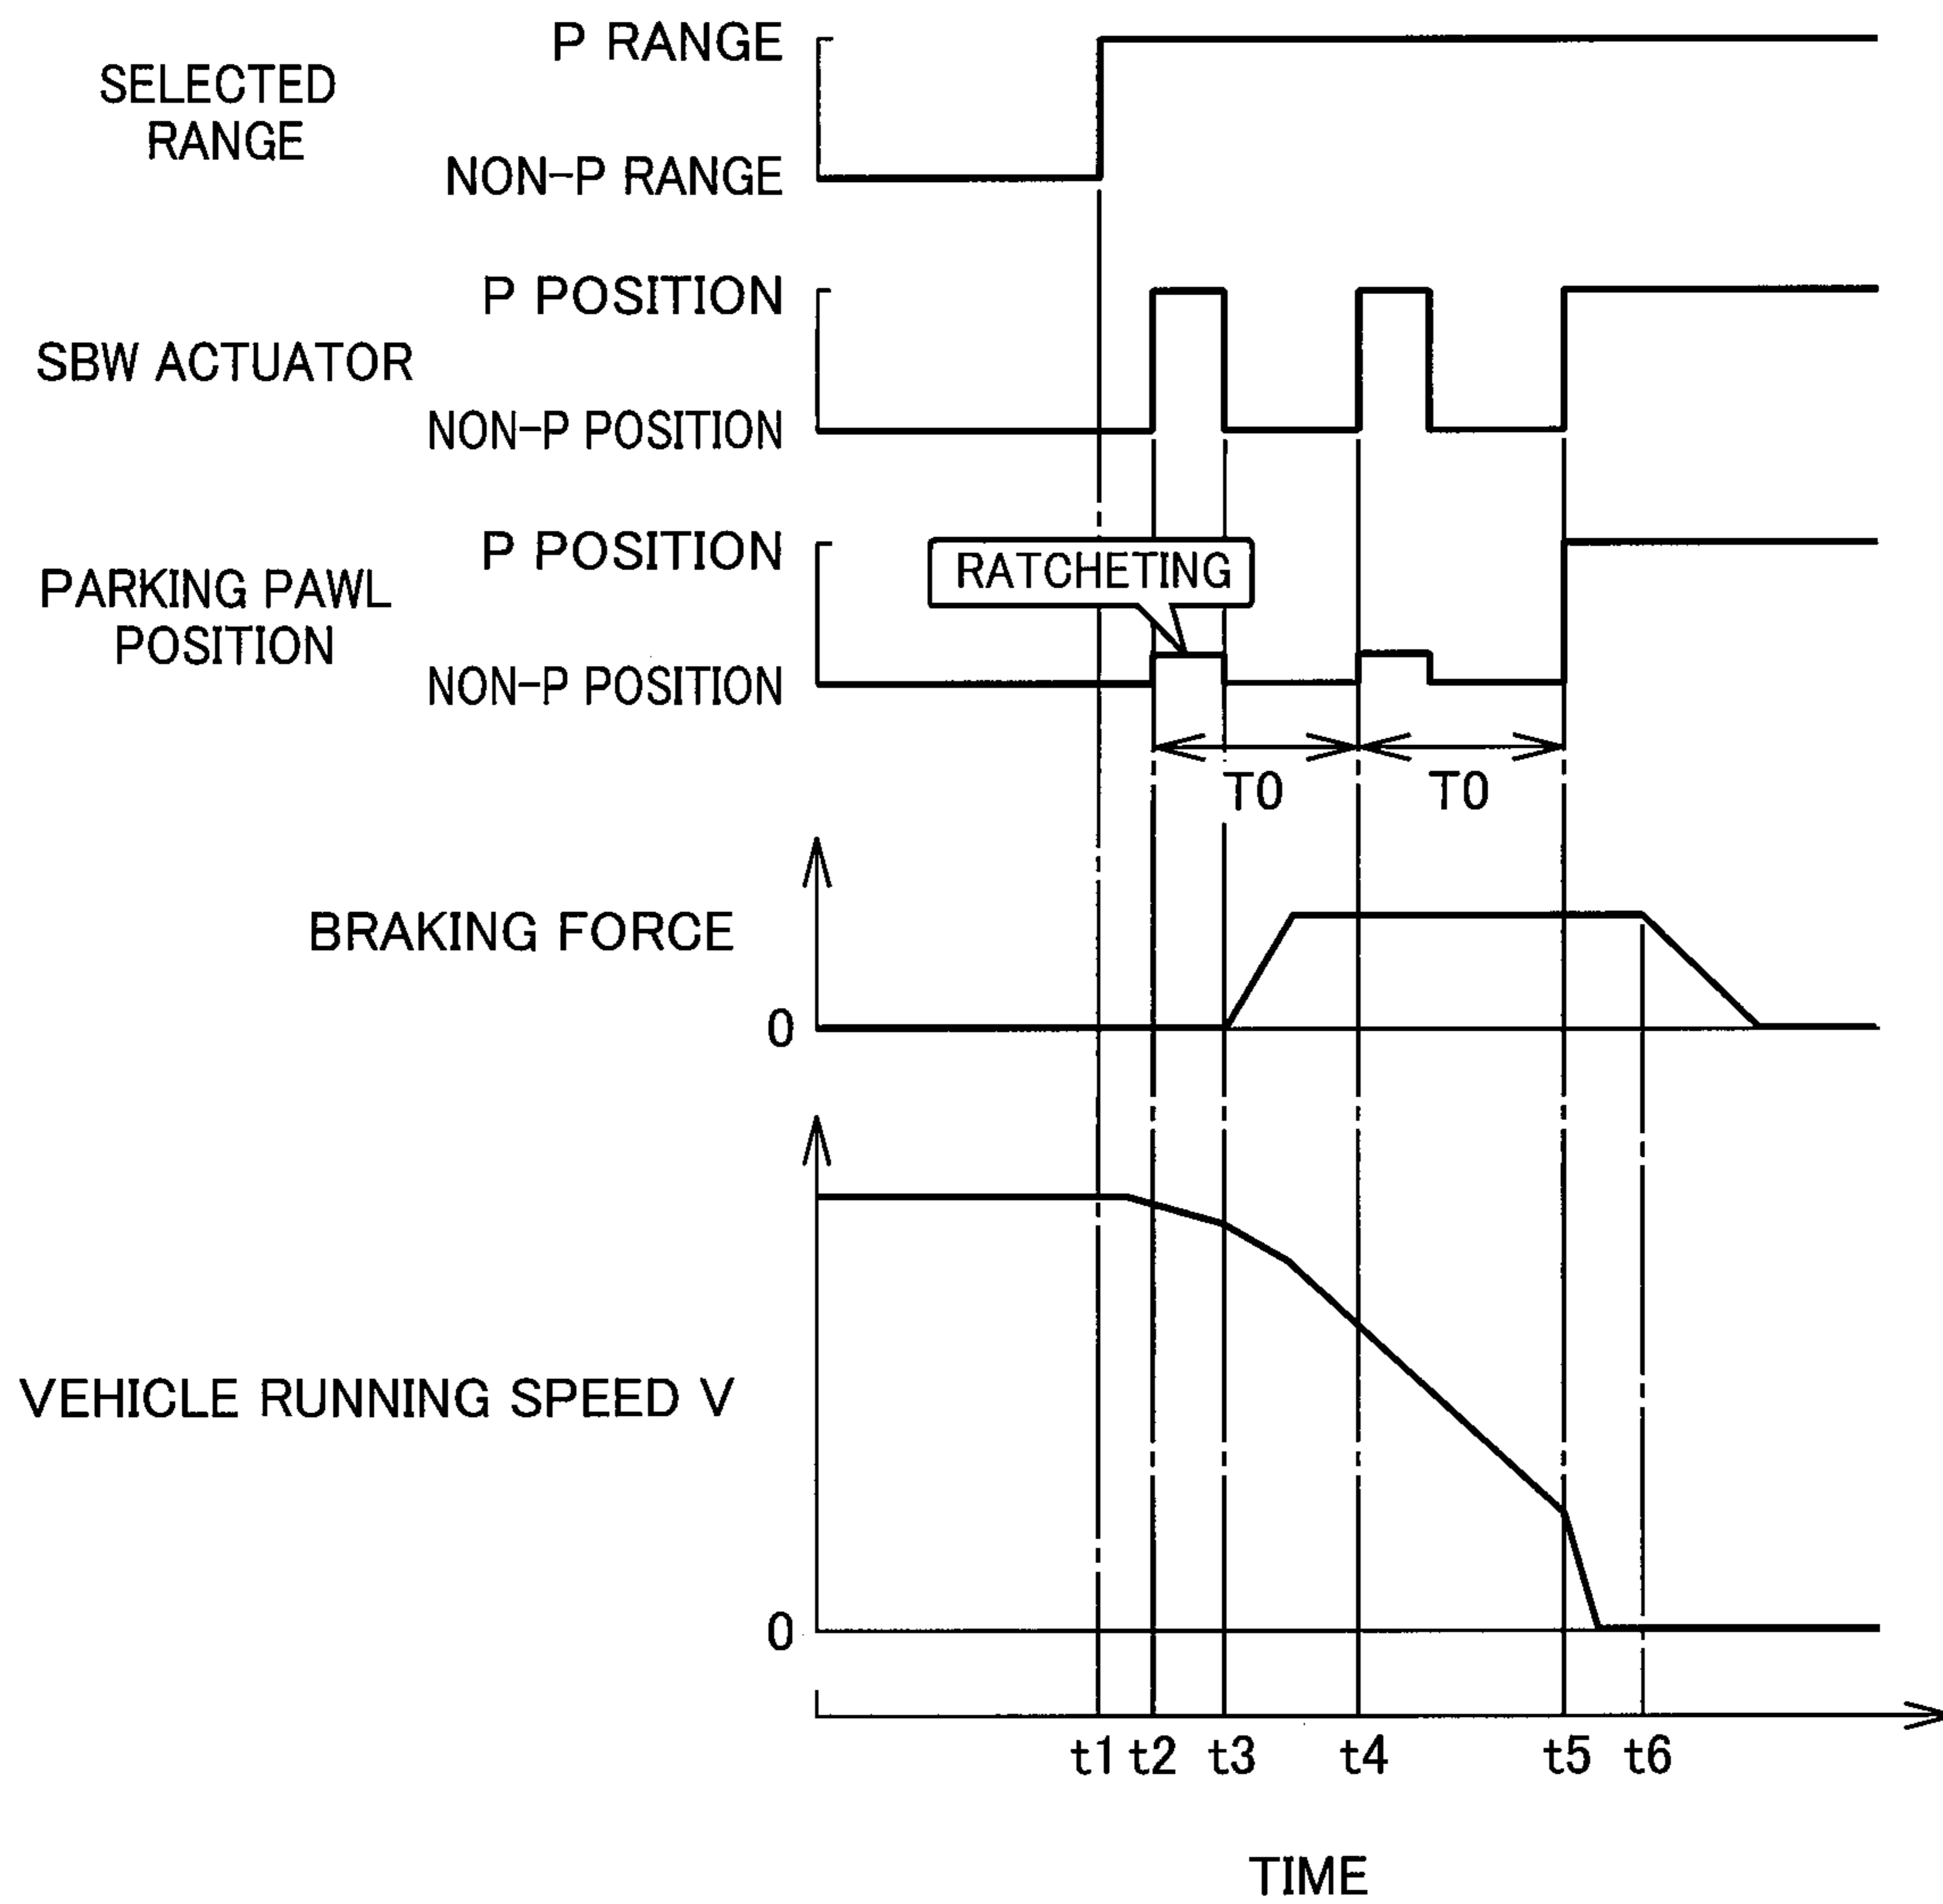 P RANGE
SELECTED
RANGE
NON-P RANGE
P POSITION
SBW ACTUATOR
NON-P POSITION
P POSITION
RATCHETING
PARKING PAWL
POSITION
NON-P POSITION
T0 T0
BRAKING FORCE
0
VEHICLE RUNNING SPEED V
0
t1 t2 t3 t4 t5 t6
TIME